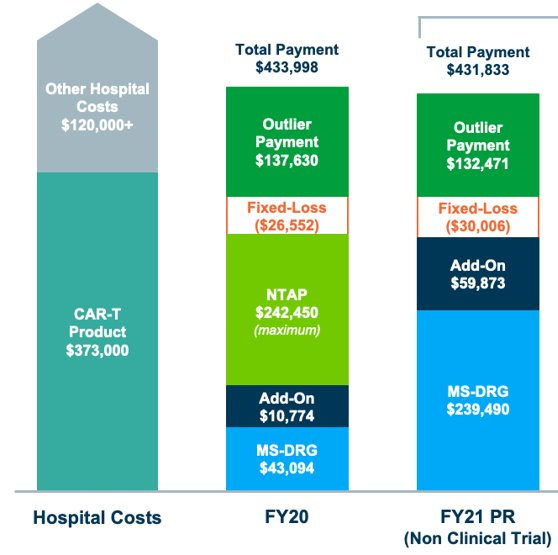 Other Hospital
Costs
$120,000+
CAR-T
Product
$373,000
Hospital Costs
Total Payment
$433,998
Outlier
Payment
$137,630
Fixed-Loss
($26,552)
NTAP
$242,450
(maximum)
Add-On
$10,774
MS-DRG
$43,094
FY20
Total Payment
$431,833
Outlier
Payment
$132,471
Fixed-Loss
($30,006)
Add-On
$59,873
MS-DRG
$239,490
FY21 PR
(Non Clinical Trial)